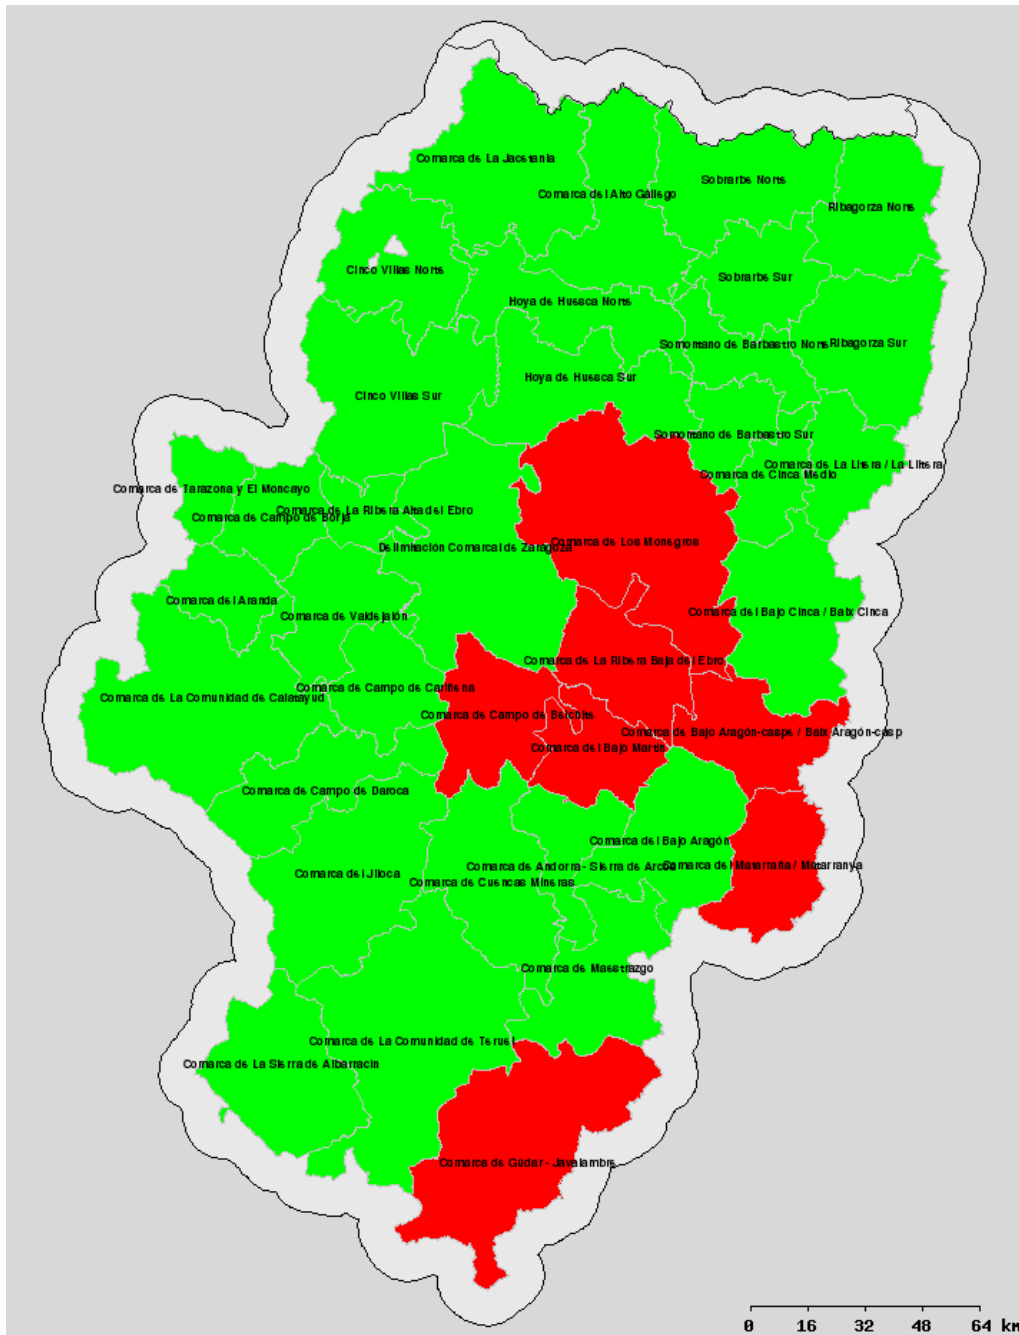 Comarca de La Jacetania
Sobrarbe Norte
Comarca del Alto Gállego
Ribagorza Norte
Cinco Villas Norte
Sobrarbe Sur
Hoya de Huesca Norte
Somontano de Barbastro Norte
Ribagorza Sur
Hoya de Huesca Sur
Cinco Villas Sur
Somontano de Barbastro Sur
Comarca de La Litera / La Llitera
Comarca de Cinca Medio
Comarca de Tarazona y El Moncayo
Comarca de La Ribera Alta del Ebro
Comarca de Campo de Borja
Comarca de Los Monegros
Delimitación Comarcal de Zaragoza
Comarca del Aranda
Comarca del Bajo Cinca / Baix Cinca
Comarca de Valdejalón
Comarca de La Ribera Baja del Ebro
Comarca de Campo de Cariñena
Comarca de La Comunidad de Calatayud
Comarca de Campo de Belchite
Comarca de Bajo Aragón-caspe / Baix Aragón-casp
Comarca del Bajo Martín
Comarca de Campo de Daroca
Comarca del Bajo Aragón
Comarca de Andorra - Sierra de Arcos
Comarca del Matarraña / Matarranya
Comarca del Jiloca
Comarca de Cuencas Mineras
Comarca de Maestrazgo
Comarca de La Comunidad de Teruel
Comarca de La Sierra de Albarracín
Comarca de Gúdar - Javalambre
0 16 32 48 64 km